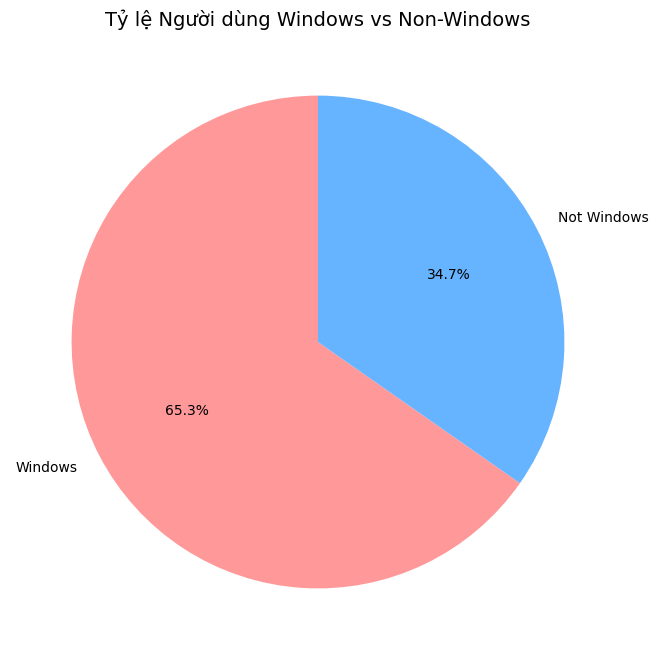 Tỷ lệ Người dùng Windows vs Non-Windows
Not Windows
34.7%
65.3%
Windows